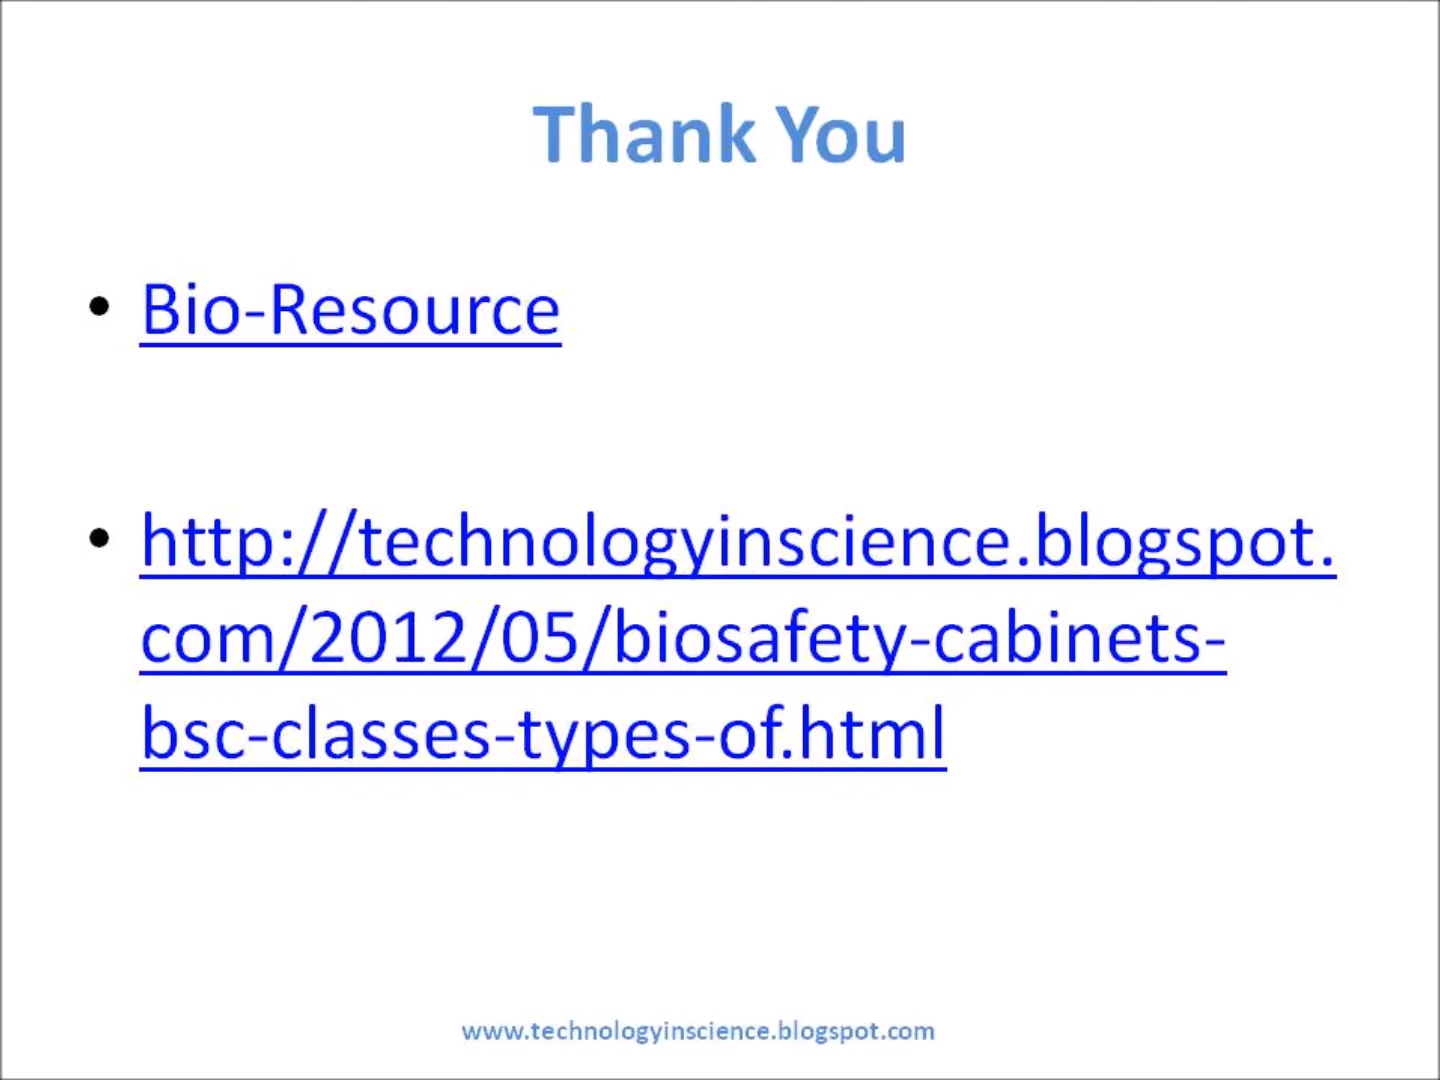 Thank You
• Bio-Resource
• http://technologyinscience.blogspot.
com/2012/05/biosafety-cabinets-
bsc-classes-types-of.html
www.technologyinscience.blogspot.com